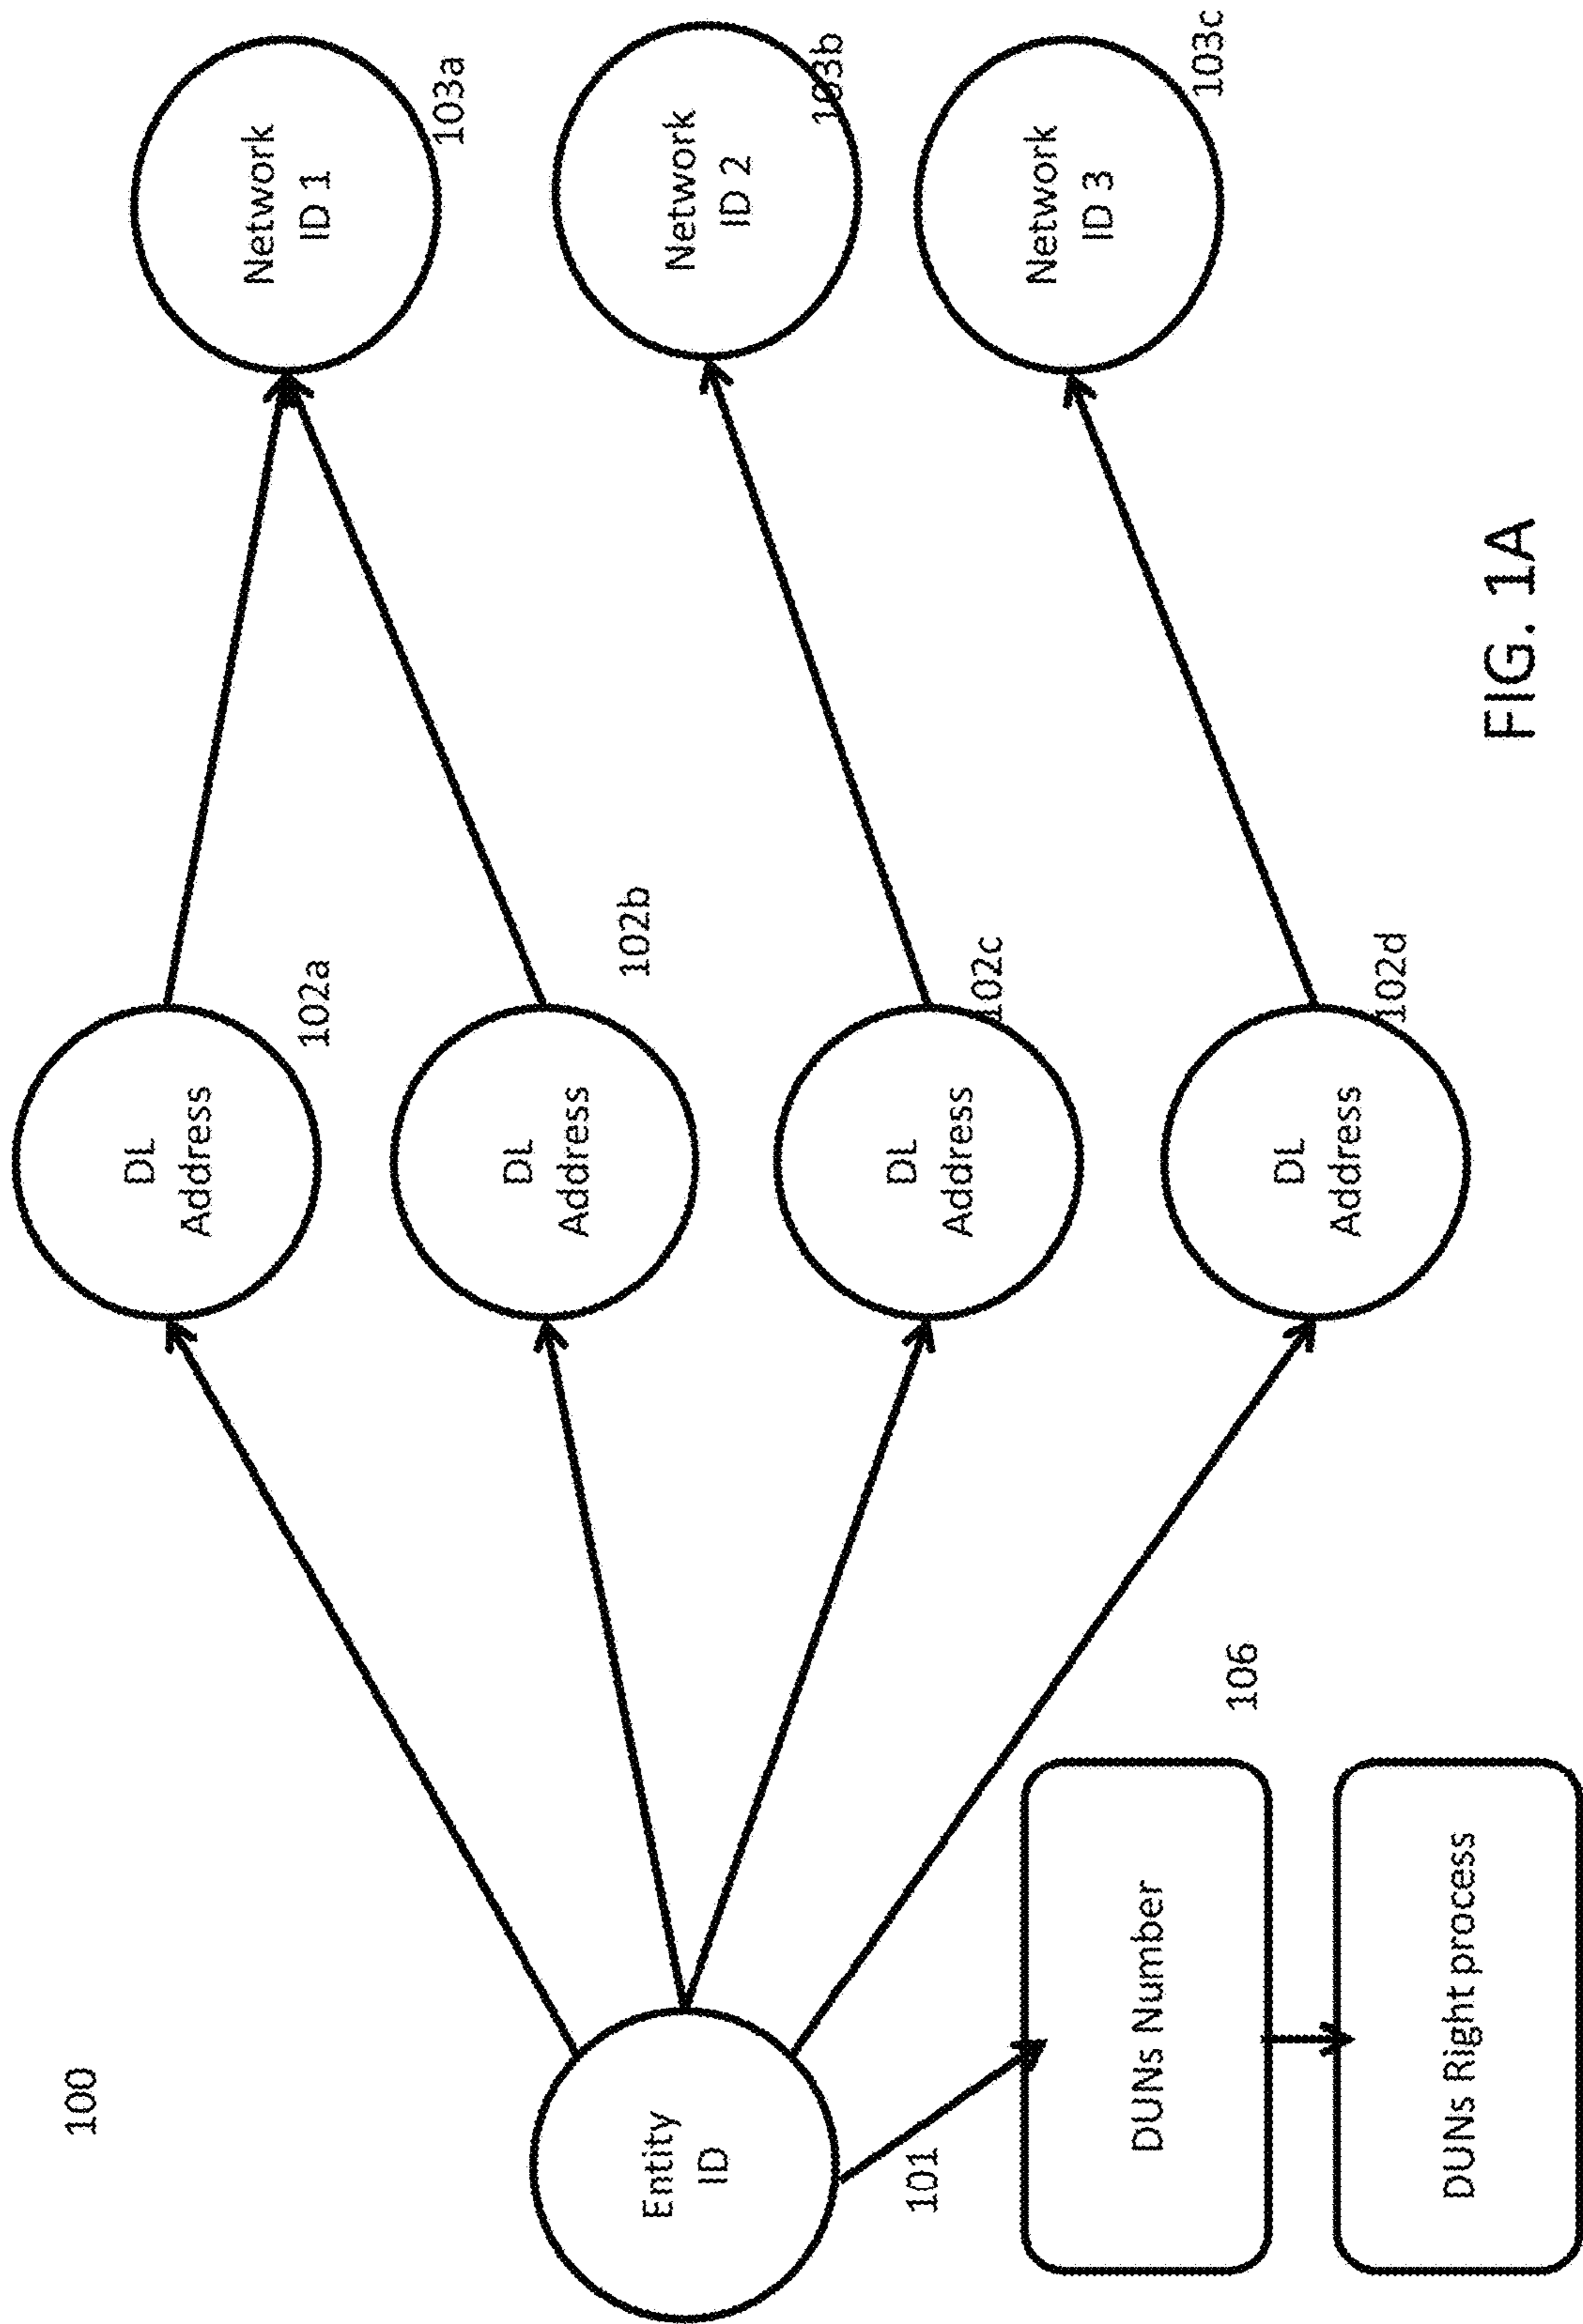 100
Entity
ID
101
DUNs Number
106
DUNs Right process
DL
Address
102a
DL
Address
102b
DL
Address
102c
DL
Address
102d
Network
ID 1
103a
Network
ID 2
103b
Network
ID 3
103c
FIG. 1A